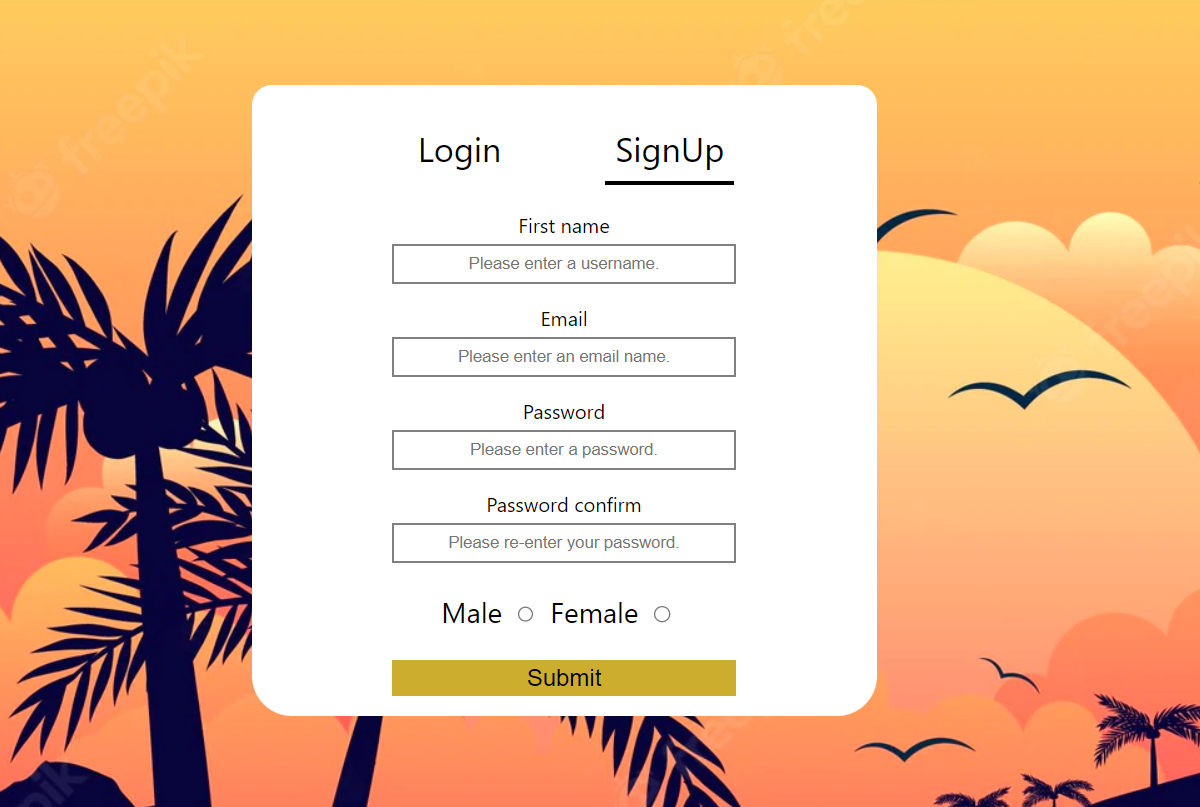 freepik
Login SignUp
First name
Please enter a username.
Email
Please enter an email name.
Password
Please enter a password.
Password confirm
Please re-enter your password.
Male Female
Submit